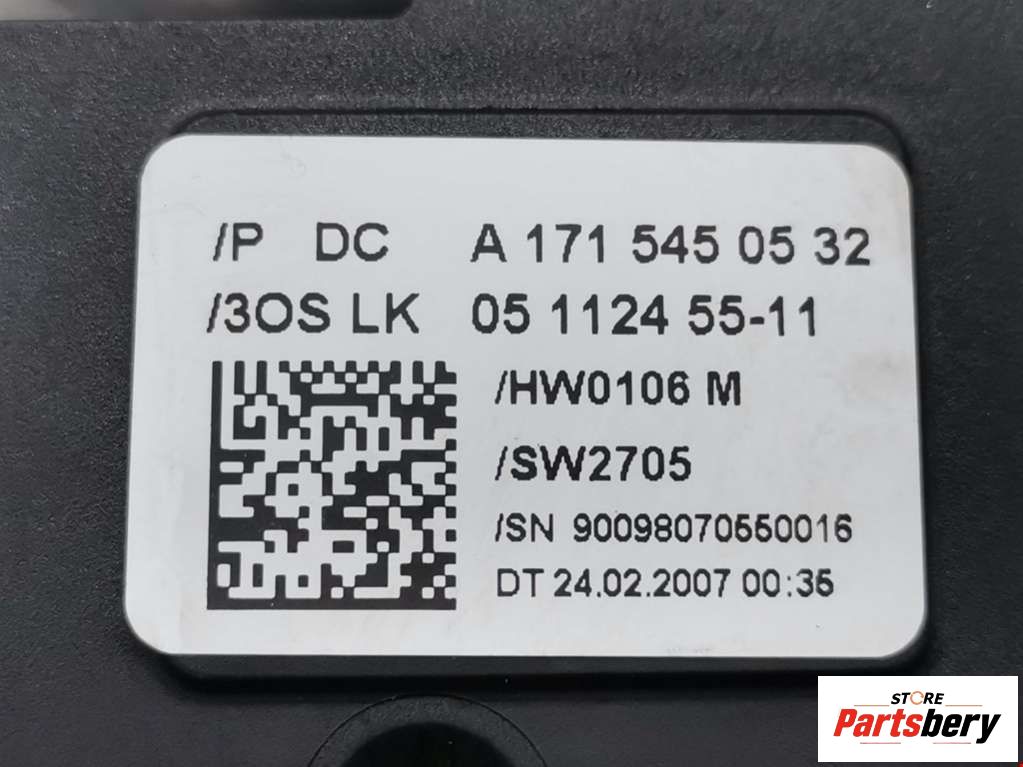 /P DC A 171 545 05 32
/3OS LK 05 1124 55-11
/HW0106 M
/SW2705
/SN 90098070550016
DT 24.02.2007 00:35
STORE
Partsbery